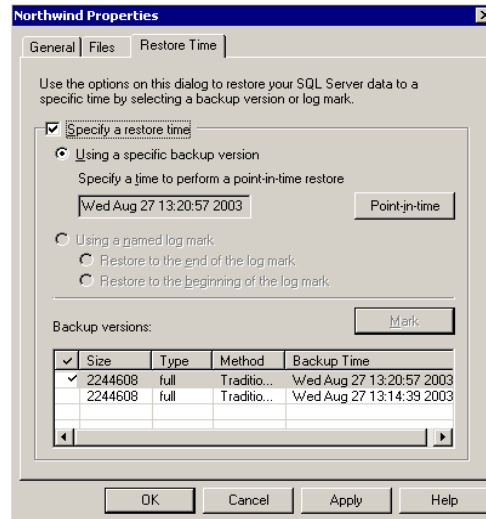 Northwind Properties
General Files Restore Time
Use the options on this dialog to restore your SQL Server data to a
specific time by selecting a backup version or log mark.
Specify a restore time
Using a specific backup version
Specify a time to perform a point-in-time restore
Wed Aug 27 13:20:57 2003 Point-in-time
Using a named log mark
Restore to the end of the log mark
Restore to the beginning of the log mark
Backup versions: Mark
Size Type Method Backup Time
2244608 full Traditio... Wed Aug 27 13:20:57 2003
2244608 full Traditio... Wed Aug 27 13:14:39 2003
OK Cancel Apply Help